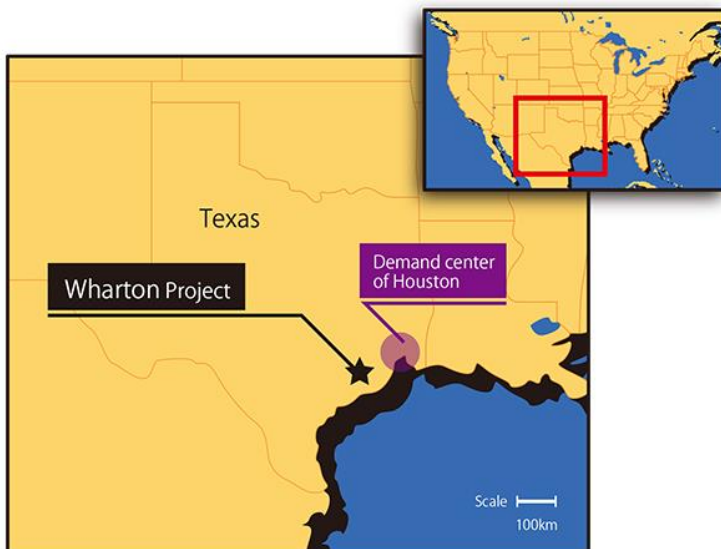 Texas
Wharton Project
Demand center
of Houston
Scale
100km